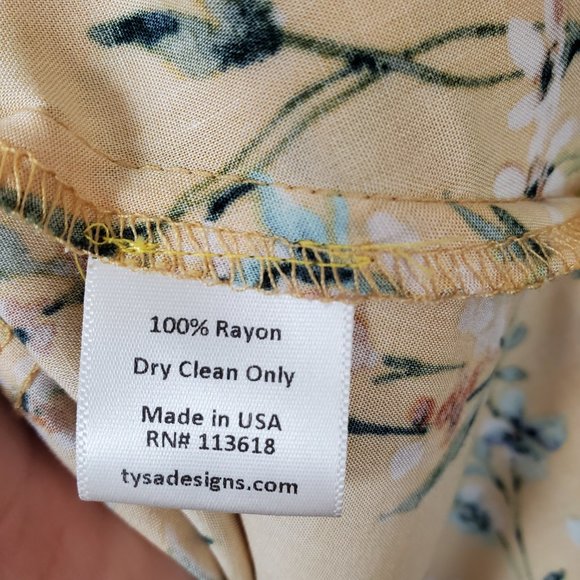 100% Rayon
Dry Clean Only
Made in USA
RN# 113618
tysadesigns.com